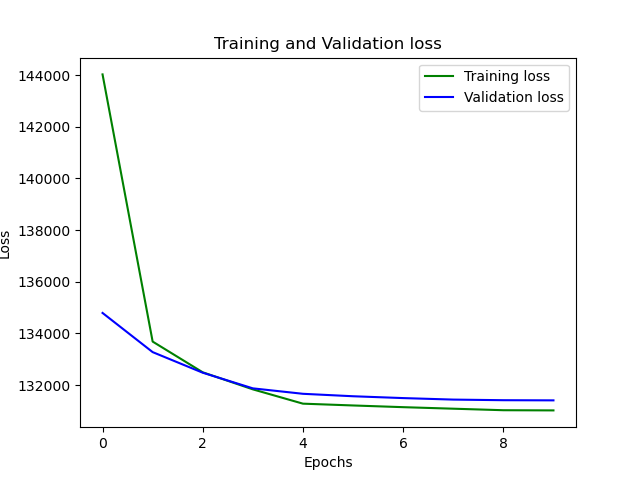 Training and Validation loss
Training loss
Validation loss
144000
142000
140000
138000
136000
134000
132000
Loss
0
2
4
6
8
Epochs